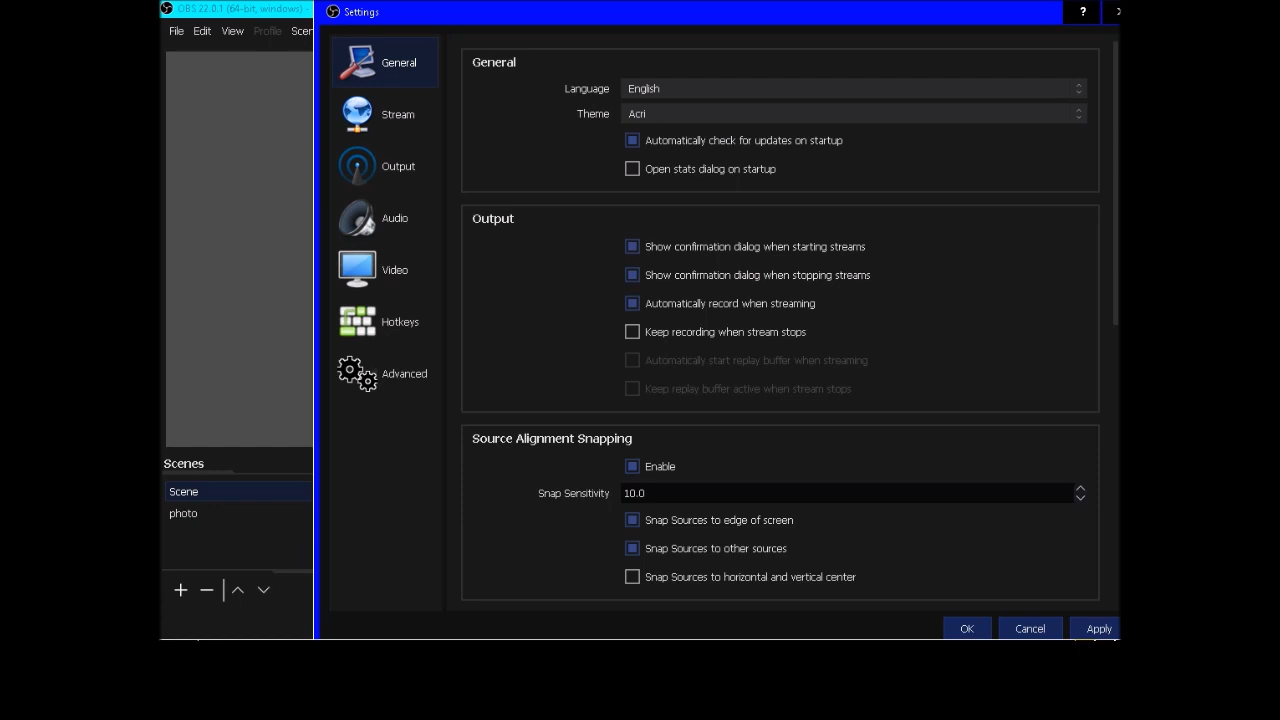 OBS 22.0.1 (64-bit, windows) -
File Edit View Profile Scen
Scenes
Scene
photo
Settings
?
General
Stream
Output
Audio
Video
Hotkeys
Advanced
General
Language English
Theme Acri
Automatically check for updates on startup
Open stats dialog on startup
Output
Show confirmation dialog when starting streams
Show confirmation dialog when stopping streams
Automatically record when streaming
Keep recording when stream stops
Automatically start replay buffer when streaming
Keep replay buffer active when stream stops
Source Alignment Snapping
Enable
Snap Sensitivity 10.0
Snap Sources to edge of screen
Snap Sources to other sources
Snap Sources to horizontal and vertical center
OK Cancel Apply